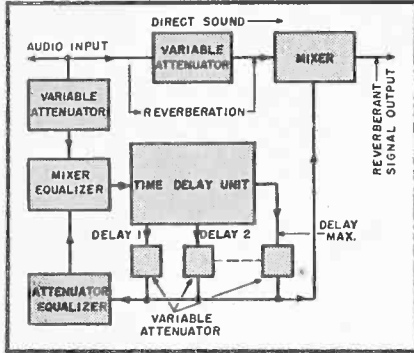 DIRECT SOUND
AUDIO INPUT
VARIABLE
ATTENUATOR
MIXER
REVERBERATION
VARIABLE
ATTENUATOR
REVERBERANT
SIGNAL OUTPUT
MIXER
EQUALIZER
TIME DELAY UNIT
DELAY 1
DELAY 2
DELAY
MAX.
ATTENUATOR
EQUALIZER
VARIABLE
ATTENUATOR